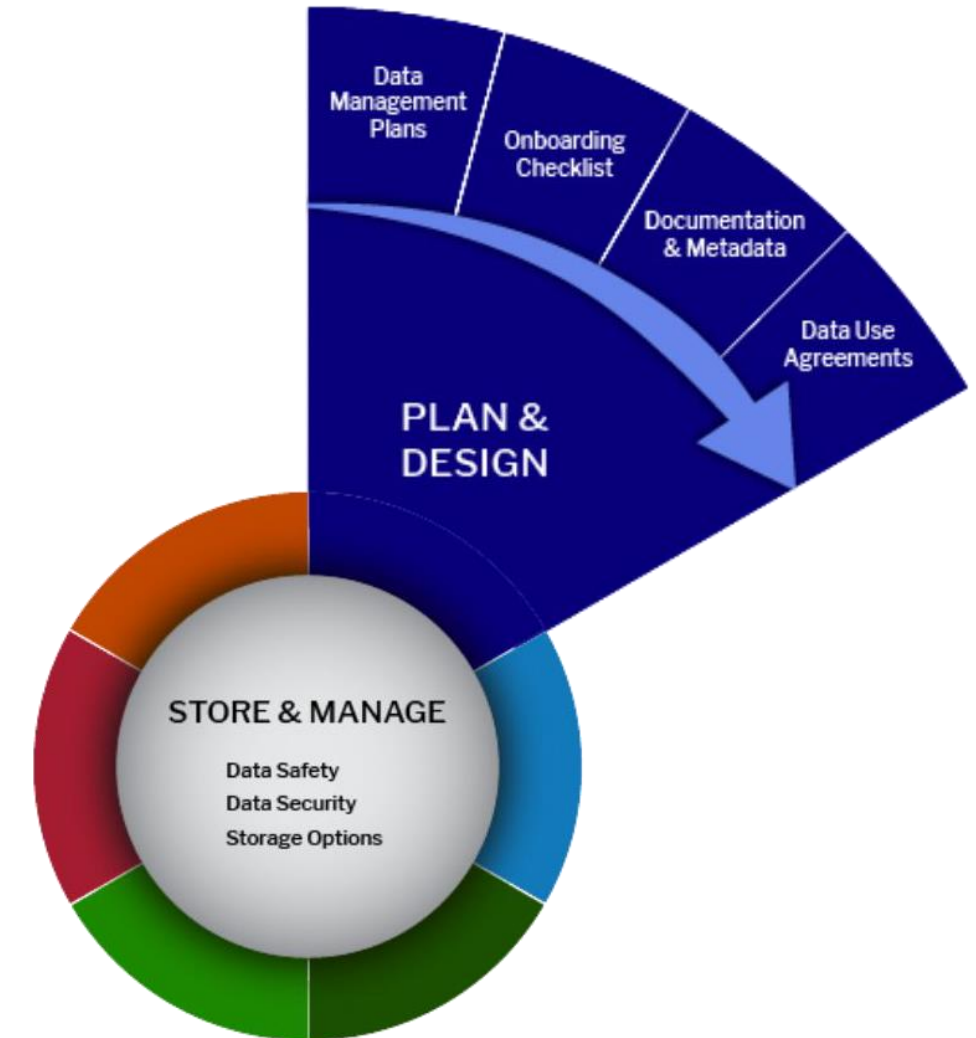 Data
Management
Plans
Onboarding
Checklist
Documentation
& Metadata
Data Use
Agreements
PLAN &
DESIGN
STORE & MANAGE
Data Safety
Data Security
Storage Options